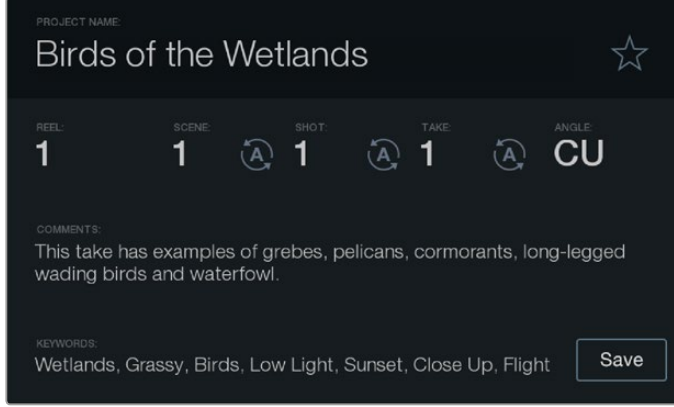 PROJECT NAME:
Birds of the Wetlands
REEL: SCENE: SHOT: TAKE: ANGLE:
1 1 A 1 A 1 A CU
COMMENTS:
This take has examples of grebes, pelicans, cormorants, long-legged
wading birds and waterfowl.
KEYWORDS:
Wetlands, Grassy, Birds, Low Light, Sunset, Close Up, Flight
Save